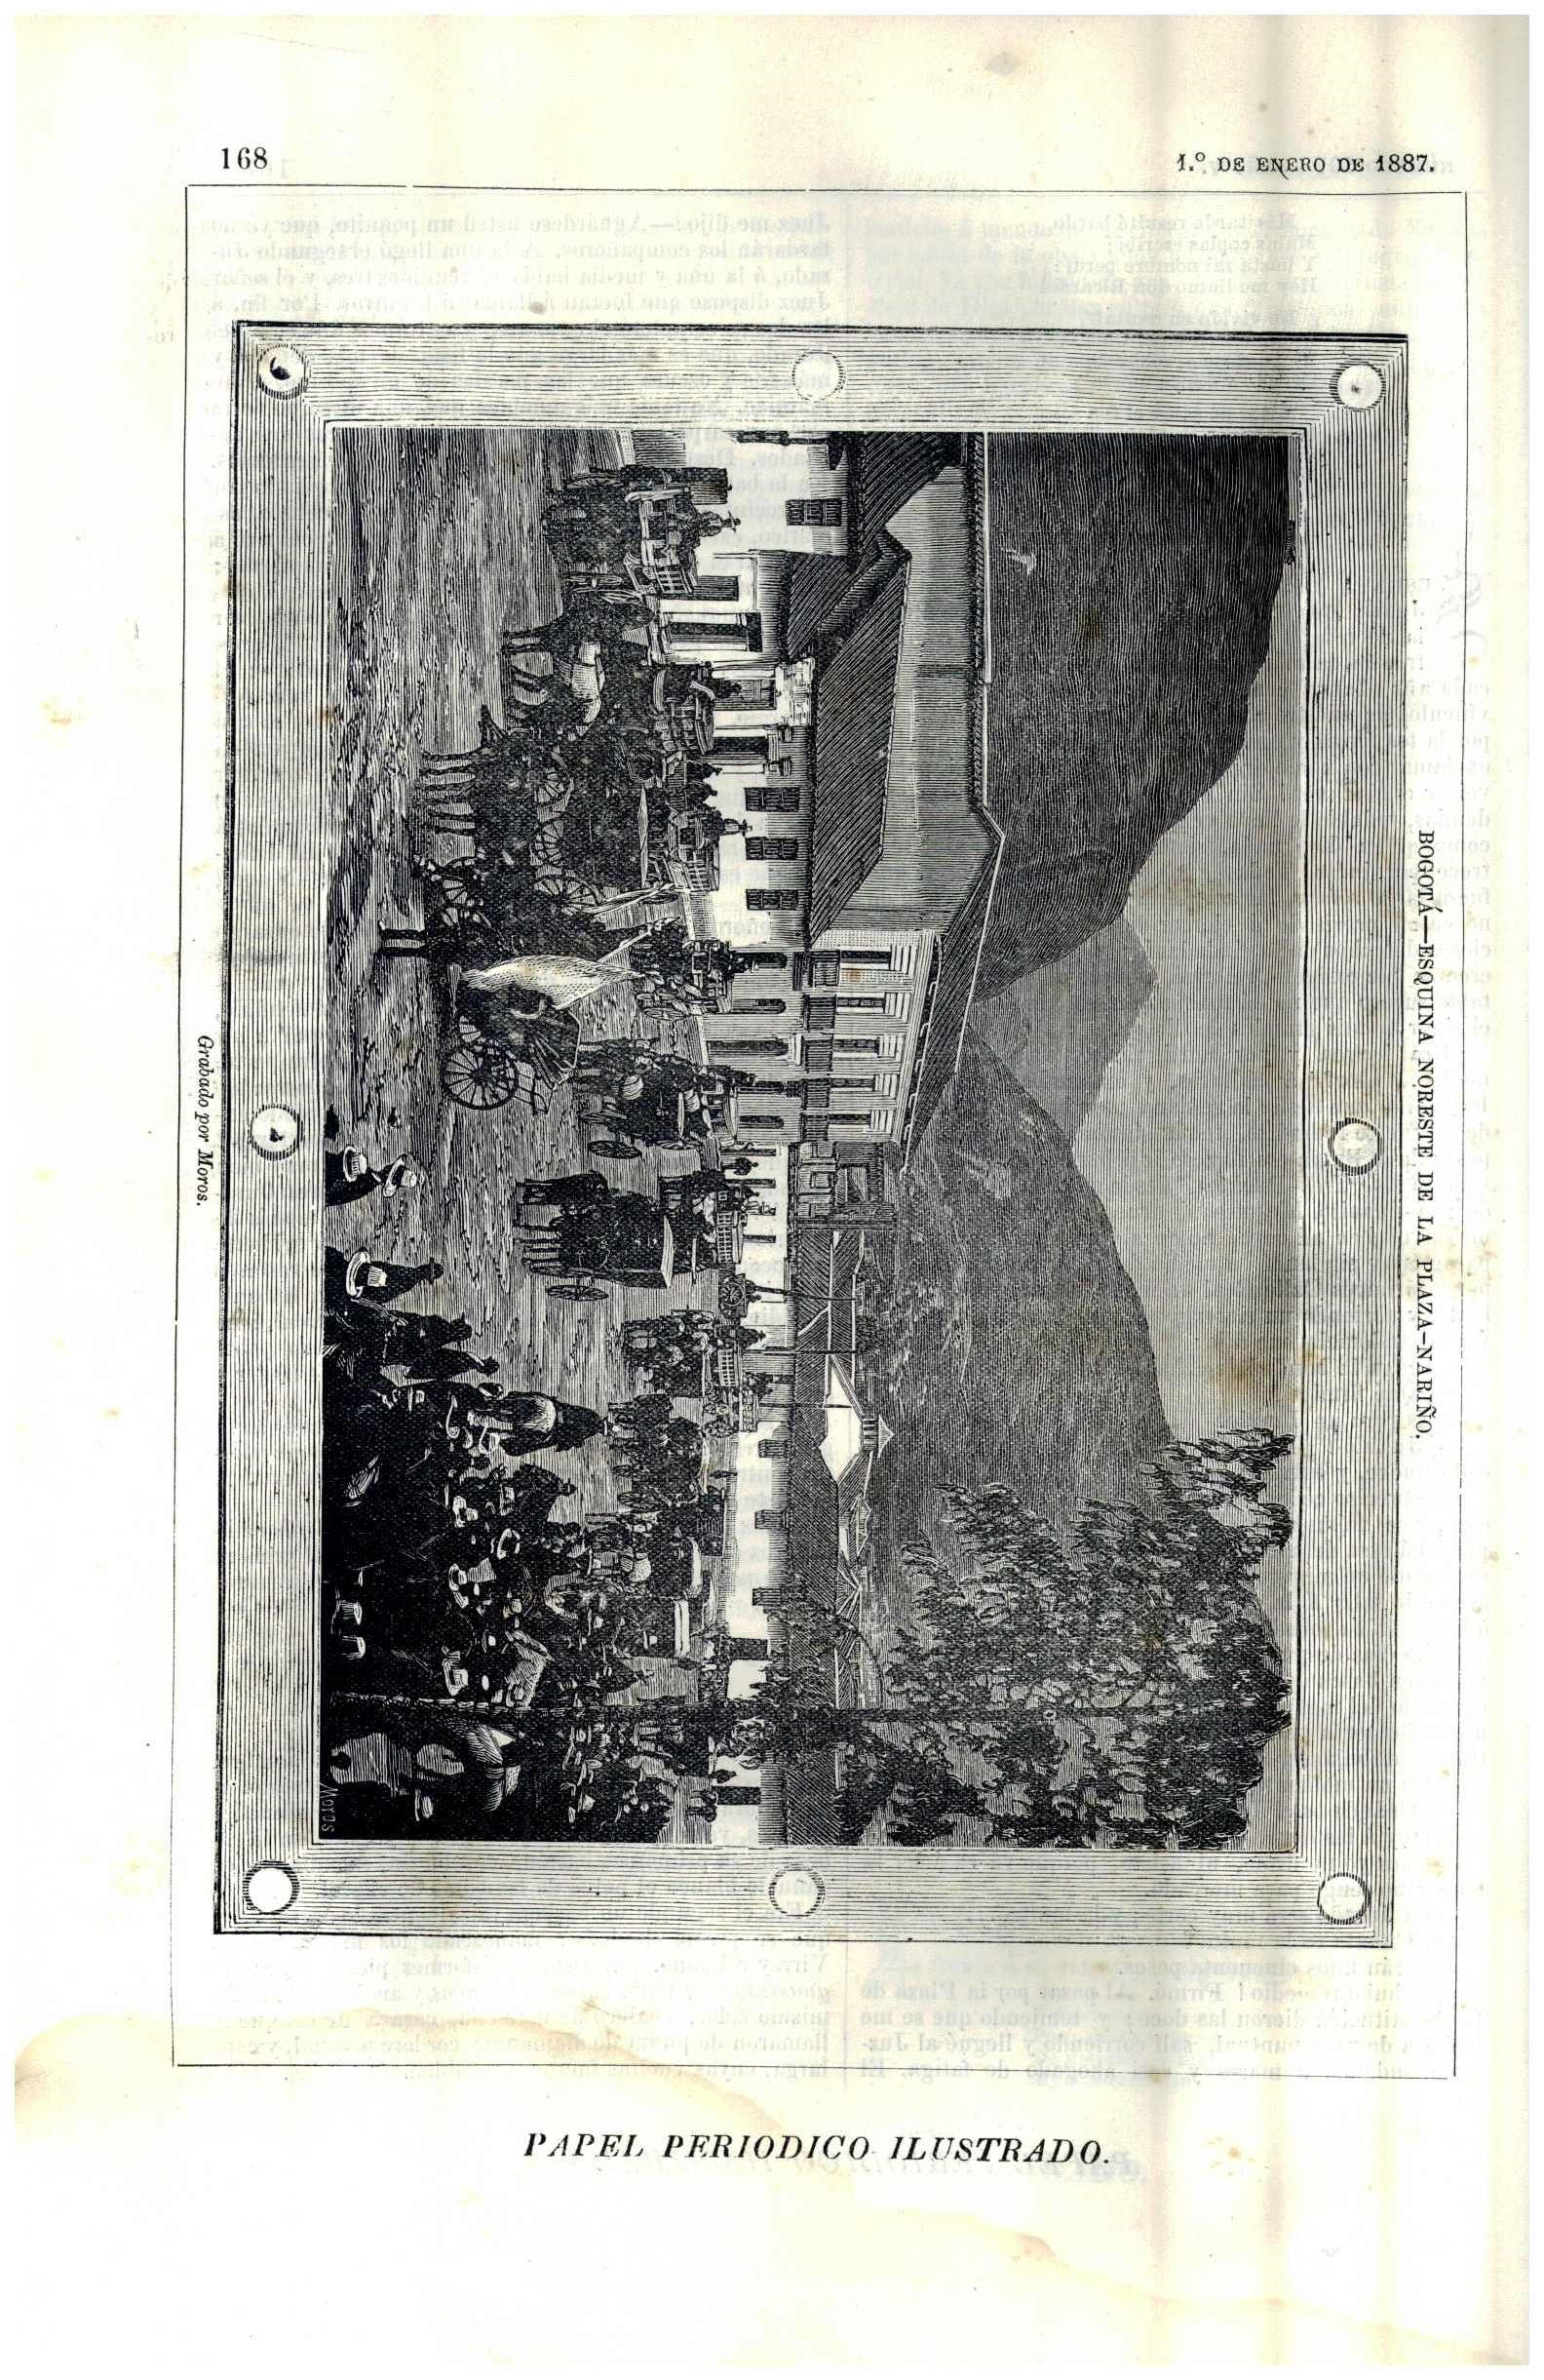 168
1.º DE ENERO DE 1887.
BOGOTÁ—ESQUINA NORESTE DE LA PLAZA-NARIÑO.
Moros
Grabado por Moros.
PAPEL PERIODICO ILUSTRADO.